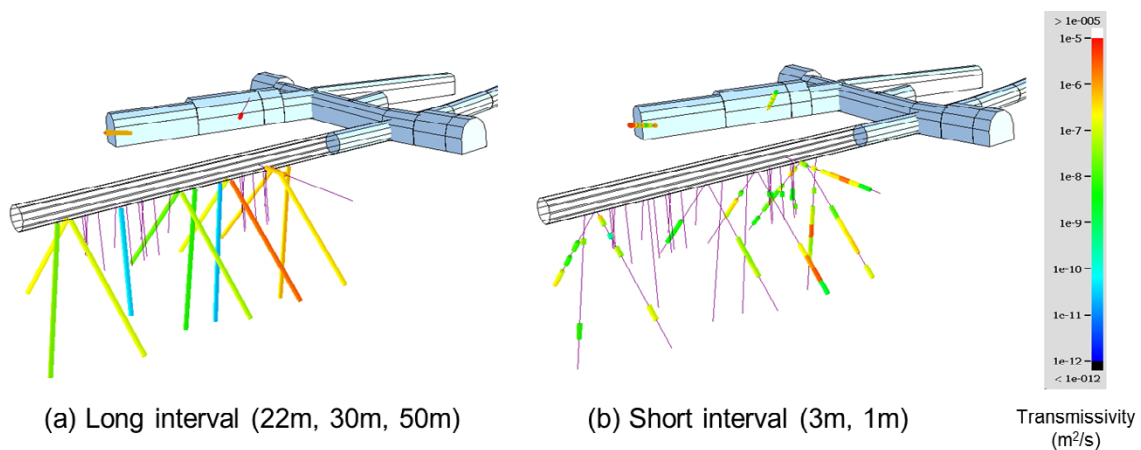 > 1e-005
1e-5
1e-6
1e-7
1e-8
1e-9
1e-10
1e-11
1e-12
< 1e-012
(a) Long interval (22m, 30m, 50m)
(b) Short interval (3m, 1m)
Transmissivity
(m²/s)